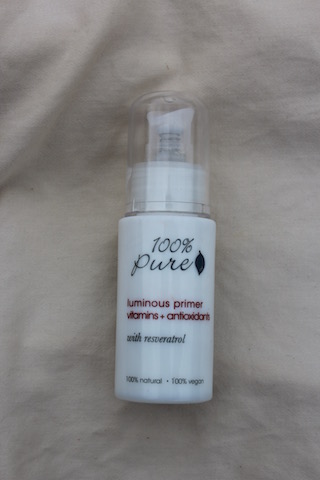 100%
pure
luminous primer
vitamins + antioxidants
with resveratrol
100% natural • 100% vegan